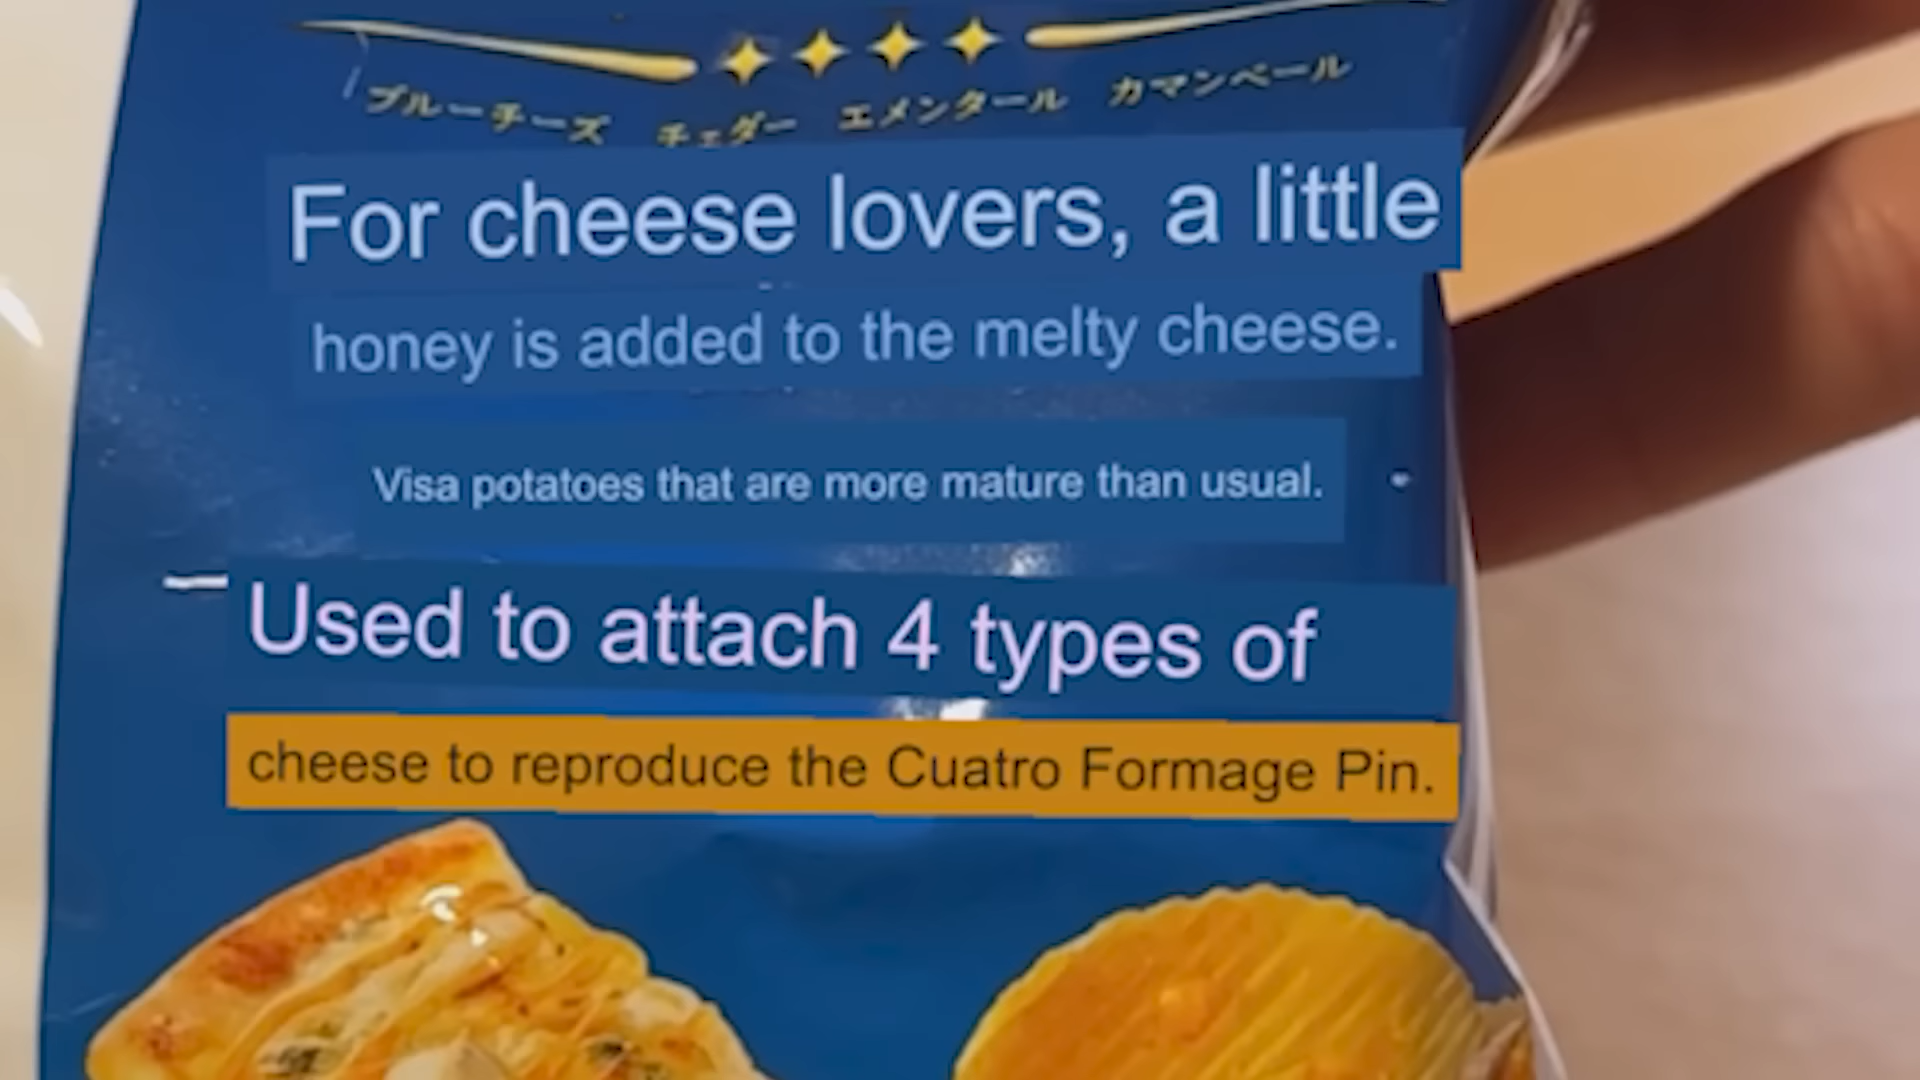 ブルーチーズ チェダー エメンタール カマンベール
For cheese lovers, a little
honey is added to the melty cheese.
Visa potatoes that are more mature than usual.
Used to attach 4 types of
cheese to reproduce the Cuatro Formage Pin.